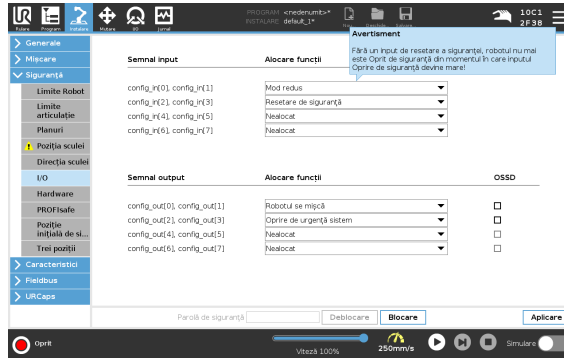 PROGRAM <nedenumit>*
INSTALARE default_1*
Rulare Program Instalare Mutare I/O Jurnal
10C1
2F38
Avertisment
Fără un input de resetare a siguranței, robotul nu mai
este Oprit de siguranță din momentul în care inputul
Oprire de siguranță devine mare!
Generale
Mișcare
Siguranță
Limite Robot
Limite
articulație
Planuri
Poziția sculei
Direcția sculei
I/O
Hardware
PROFIsafe
Poziție
inițială de si...
Trei poziții
Caracteristici
Fieldbus
URCaps
Semnal input Alocare funcții
config_in[0], config_in[1] Mod redus
config_in[2], config_in[3] Resetare de siguranță
config_in[4], config_in[5] Nealocat
config_in[6], config_in[7] Nealocat
Semnal output Alocare funcții OSSD
config_out[0], config_out[1] Robotul se mișcă
config_out[2], config_out[3] Oprire de urgență sistem
config_out[4], config_out[5] Nealocat
config_out[6], config_out[7] Nealocat
Parolă de siguranță Deblocare Blocare Aplicare
Oprit
Viteză 100%
250mm/s
Simulare